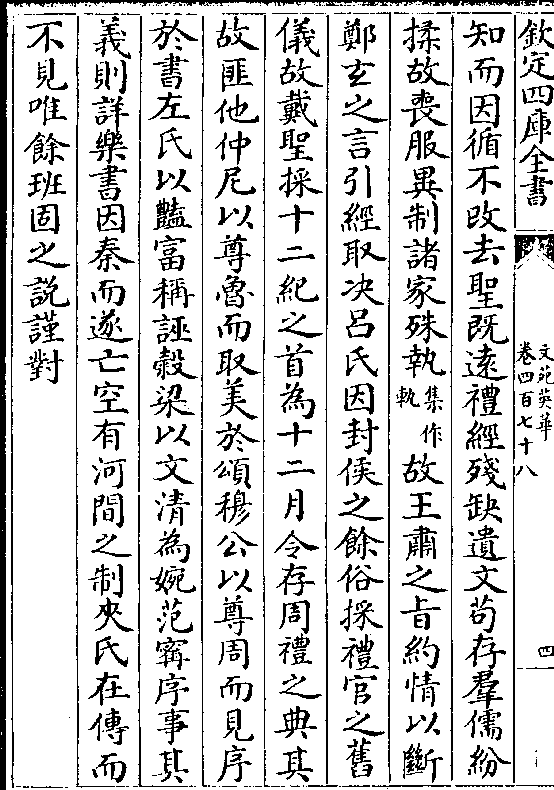 欽定四庫全書
文苑英華
卷四百七十八
四
知而因循不改去聖既遠禮經殘缺遺文茍存羣儒紛
揉故喪服異制諸家殊執集作軌故王肅之旨約情以斷
鄭玄之言引經取决呂氏因封侯之餘俗採禮官之舊
儀故戴聖採十二紀之首為十二月令存周禮之典其
故匪他仲尼以尊魯而取美於頌穆公以尊周而見序
於書左氏以豔富稱誣榖梁以文清為婉范寗序事其
義則詳樂書因秦而遂亡空有河間之制夾氏在傳而
不見唯餘班固之説謹對